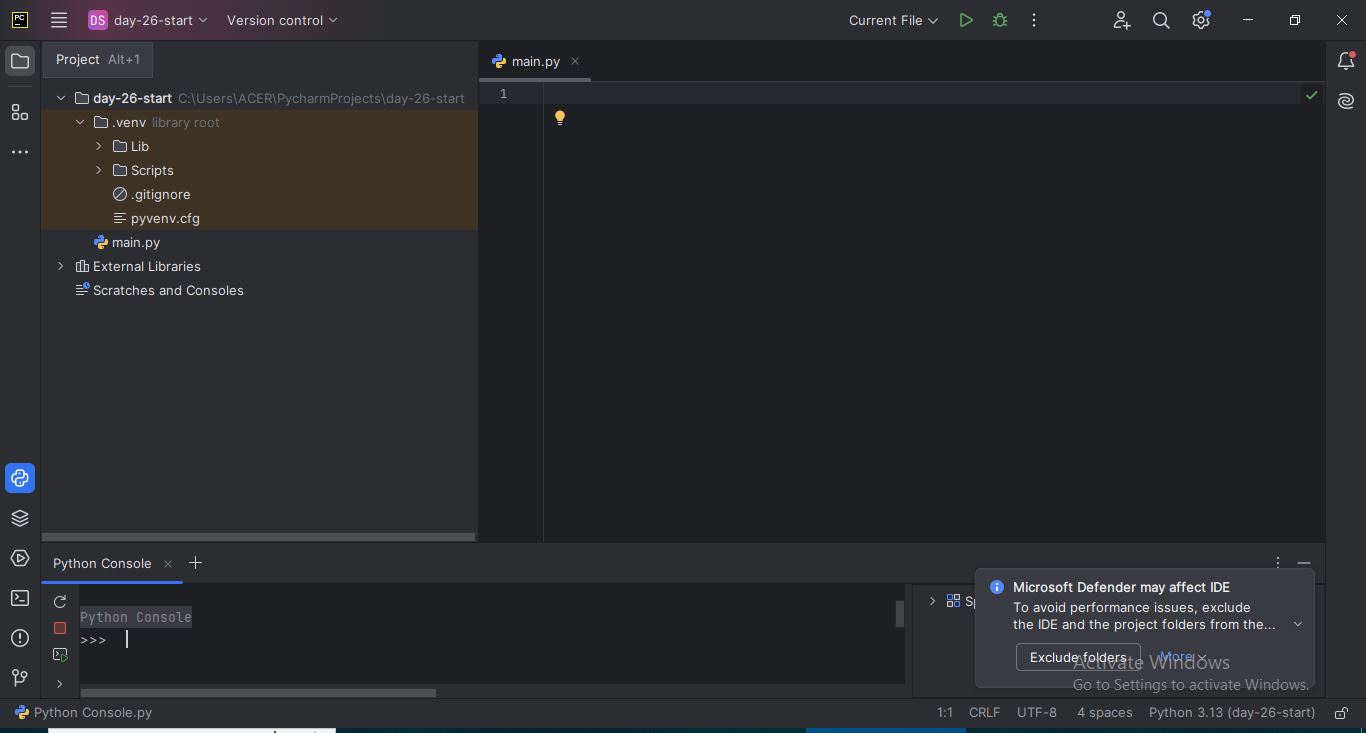 PC DS day-26-start Version control Current File
Project Alt+1
main.py
day-26-start C:\Users\ACER\PycharmProjects\day-26-start
.venv library root
Lib
Scripts
.gitignore
pyvenv.cfg
main.py
External Libraries
Scratches and Consoles
1
Python Console
Python Console
>>>
Sp
Microsoft Defender may affect IDE
To avoid performance issues, exclude
the IDE and the project folders from the...
Exclude folders More
Activate Windows
Go to Settings to activate Windows.
Python Console.py 1:1 CRLF UTF-8 4 spaces Python 3.13 (day-26-start)